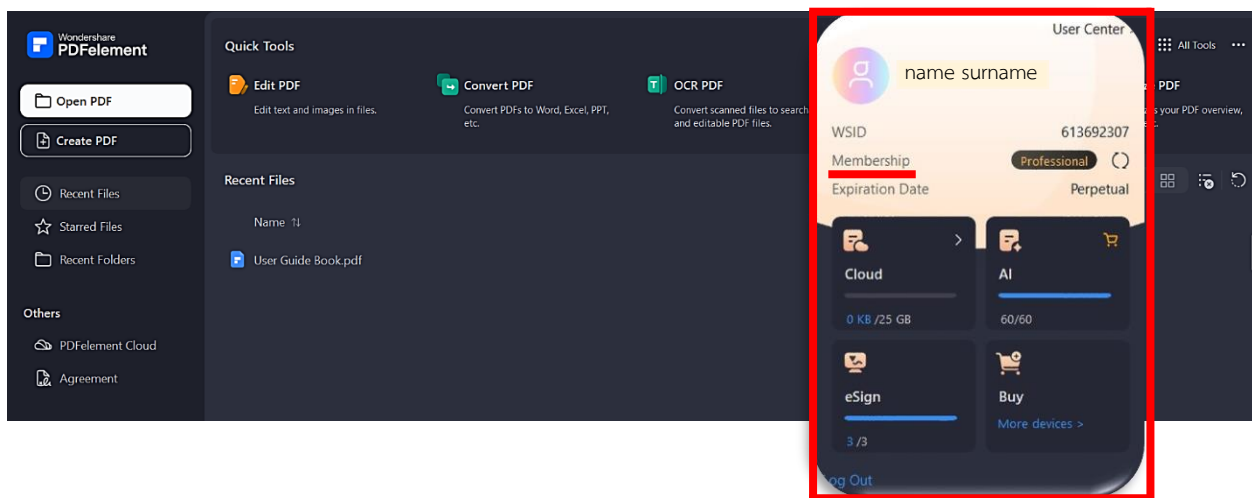 Wondershare
PDFelement
Open PDF
Create PDF
Recent Files
Starred Files
Recent Folders
Others
PDFelement Cloud
Agreement
Quick Tools
Edit PDF
Edit text and images in files.
Convert PDF
Convert PDFs to Word, Excel, PPT,
etc.
OCR PDF
Convert scanned files to search
and editable PDF files.
All Tools
PDF
your PDF overview,
Recent Files
Name
User Guide Book.pdf
User Center
name surname
WSID 613692307
Membership Professional
Expiration Date Perpetual
Cloud
0 KB /25 GB
AI
60/60
eSign
3 /3
Buy
More devices >
Log Out